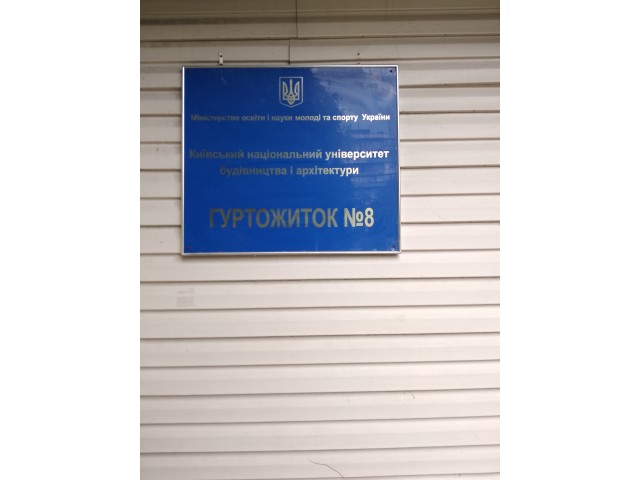 Міністерство освіти і науки молоді та спорту України
Київський національний університет
будівництва і архітектури
ГУРТОЖИТОК №8